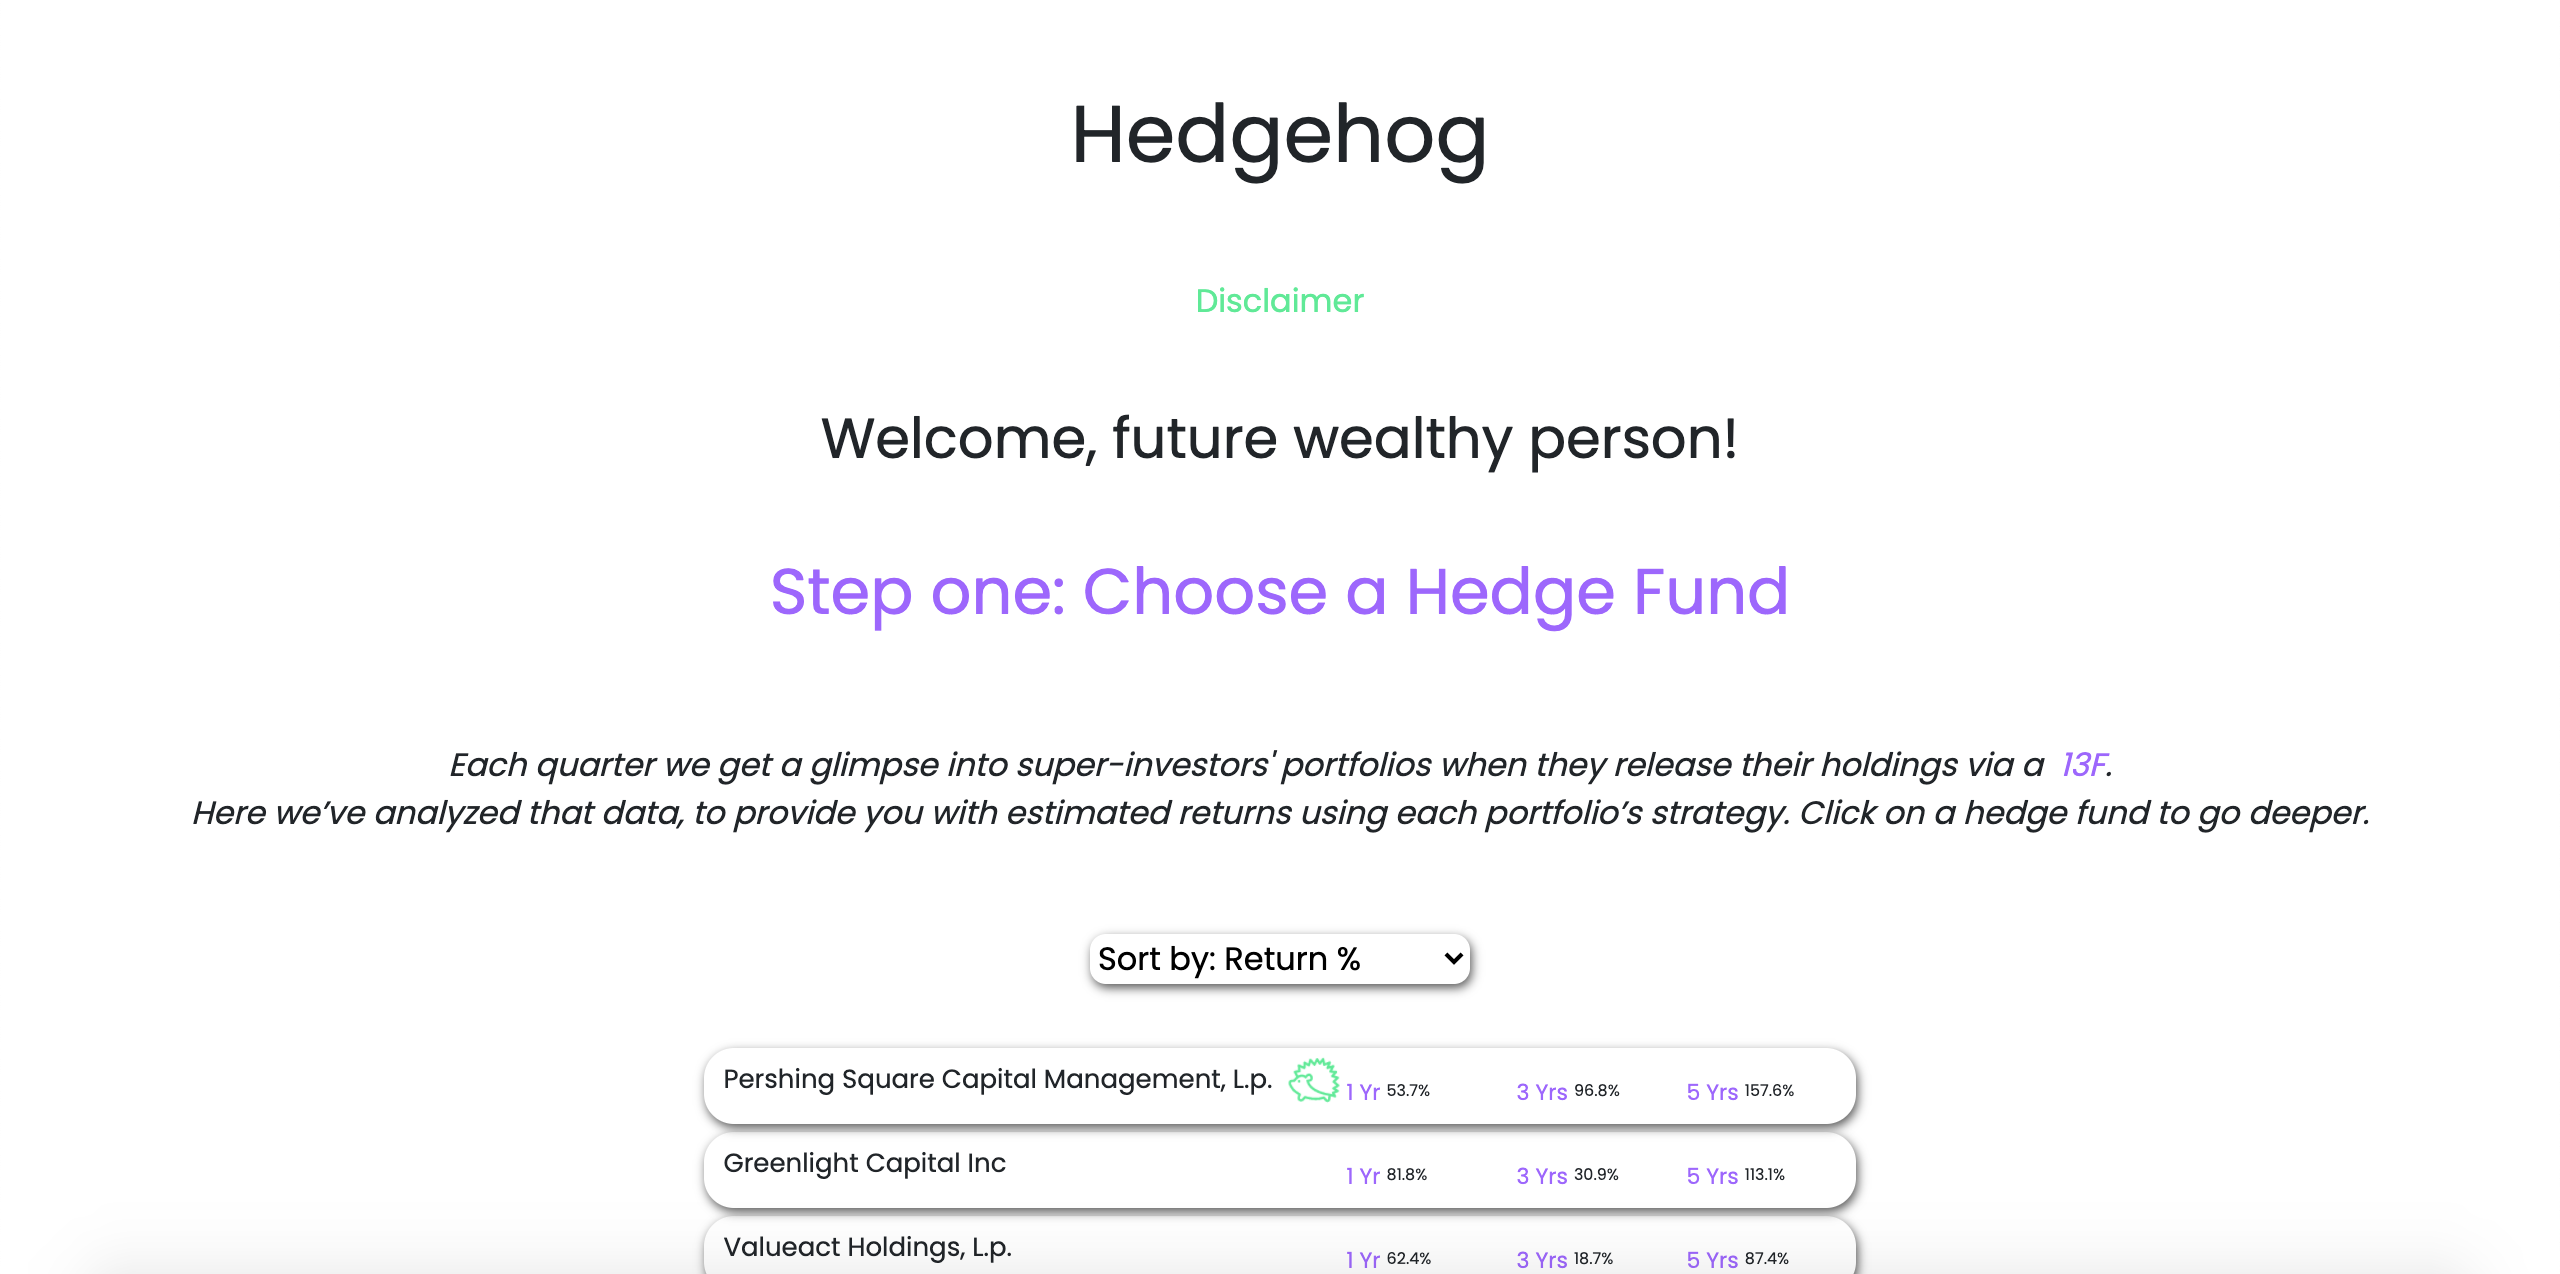 Hedgehog
Disclaimer
Welcome, future wealthy person!
Step one: Choose a Hedge Fund
Each quarter we get a glimpse into super-investors' portfolios when they release their holdings via a 13F.
Here we’ve analyzed that data, to provide you with estimated returns using each portfolio’s strategy. Click on a hedge fund to go deeper.
Sort by: Return %
Pershing Square Capital Management, L.p. 1 Yr 53.7% 3 Yrs 96.8% 5 Yrs 157.6%
Greenlight Capital Inc 1 Yr 81.8% 3 Yrs 30.9% 5 Yrs 113.1%
Valueact Holdings, L.p. 1 Yr 62.4% 3 Yrs 18.7% 5 Yrs 87.4%